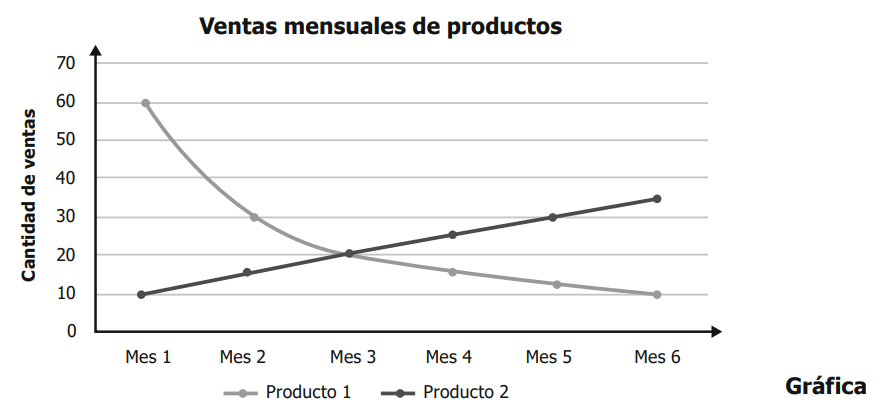 Ventas mensuales de productos
Cantidad de ventas
70
60
50
40
30
20
10
0
Mes 1 Mes 2 Mes 3 Mes 4 Mes 5 Mes 6
Producto 1 Producto 2
Gráfica